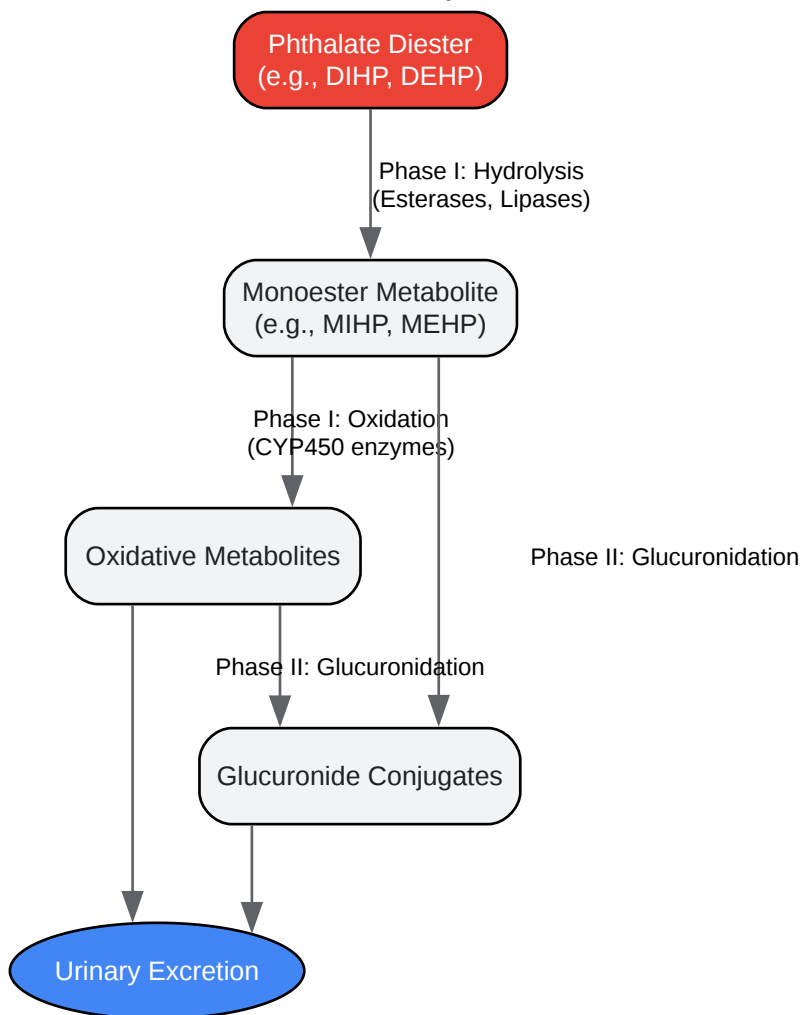 Phthalate Diester
(e.g., DIHP, DEHP)
Phase I: Hydrolysis
(Esterases, Lipases)
Monoester Metabolite
(e.g., MIHP, MEHP)
Phase I: Oxidation
(CYP450 enzymes)
Oxidative Metabolites
Phase II: Glucuronidation
Phase II: Glucuronidation
Glucuronide Conjugates
Urinary Excretion